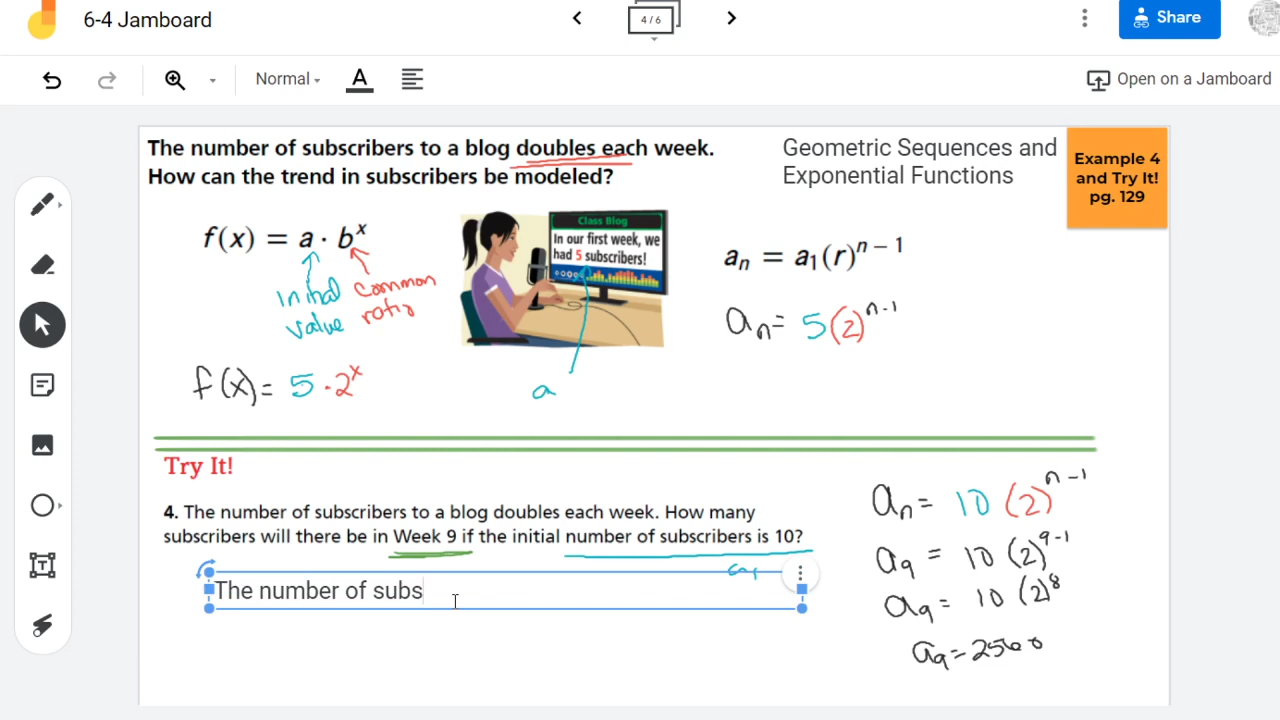 6-4 Jamboard
4 / 6
Share
Normal
A
Open on a Jamboard
The number of subscribers to a blog doubles each week.
How can the trend in subscribers be modeled?
Geometric Sequences and
Exponential Functions
Example 4
and Try It!
pg. 129
f(x) = a · b^x
initial
value
common
ratio
f(x) = 5 · 2^x
Class Blog
In our first week, we
had 5 subscribers!
a
a_n = a_1(r)^{n − 1}
a_n = 5(2)^{n-1}
Try It!
4. The number of subscribers to a blog doubles each week. How many
subscribers will there be in Week 9 if the initial number of subscribers is 10?
a_1
The number of subs
a_n = 10 (2)^{n-1}
a_9 = 10 (2)^{9-1}
a_9 = 10 (2)^8
a_9 = 2560